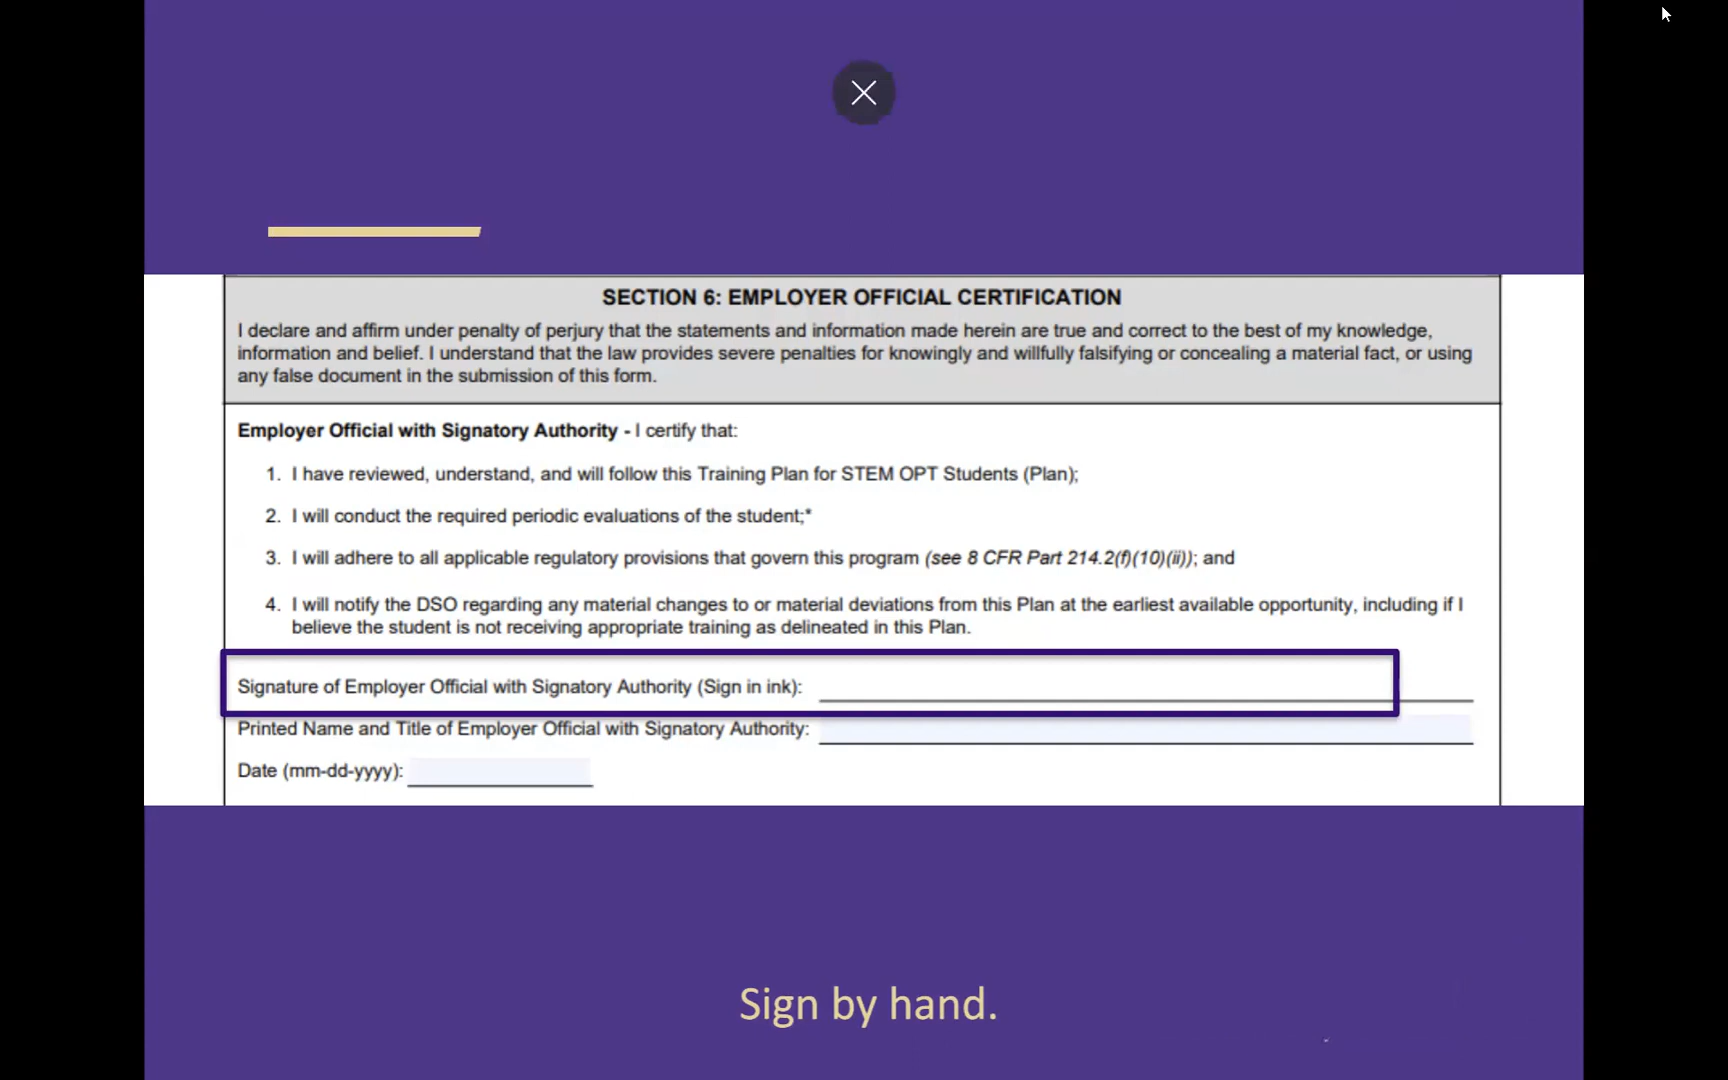 SECTION 6: EMPLOYER OFFICIAL CERTIFICATION
I declare and affirm under penalty of perjury that the statements and information made herein are true and correct to the best of my knowledge,
information and belief. I understand that the law provides severe penalties for knowingly and willfully falsifying or concealing a material fact, or using
any false document in the submission of this form.
Employer Official with Signatory Authority - I certify that:
1. I have reviewed, understand, and will follow this Training Plan for STEM OPT Students (Plan);
2. I will conduct the required periodic evaluations of the student;*
3. I will adhere to all applicable regulatory provisions that govern this program (see 8 CFR Part 214.2(f)(10)(ii)); and
4. I will notify the DSO regarding any material changes to or material deviations from this Plan at the earliest available opportunity, including if I
believe the student is not receiving appropriate training as delineated in this Plan.
Signature of Employer Official with Signatory Authority (Sign in ink):
Printed Name and Title of Employer Official with Signatory Authority:
Date (mm-dd-yyyy):
Sign by hand.